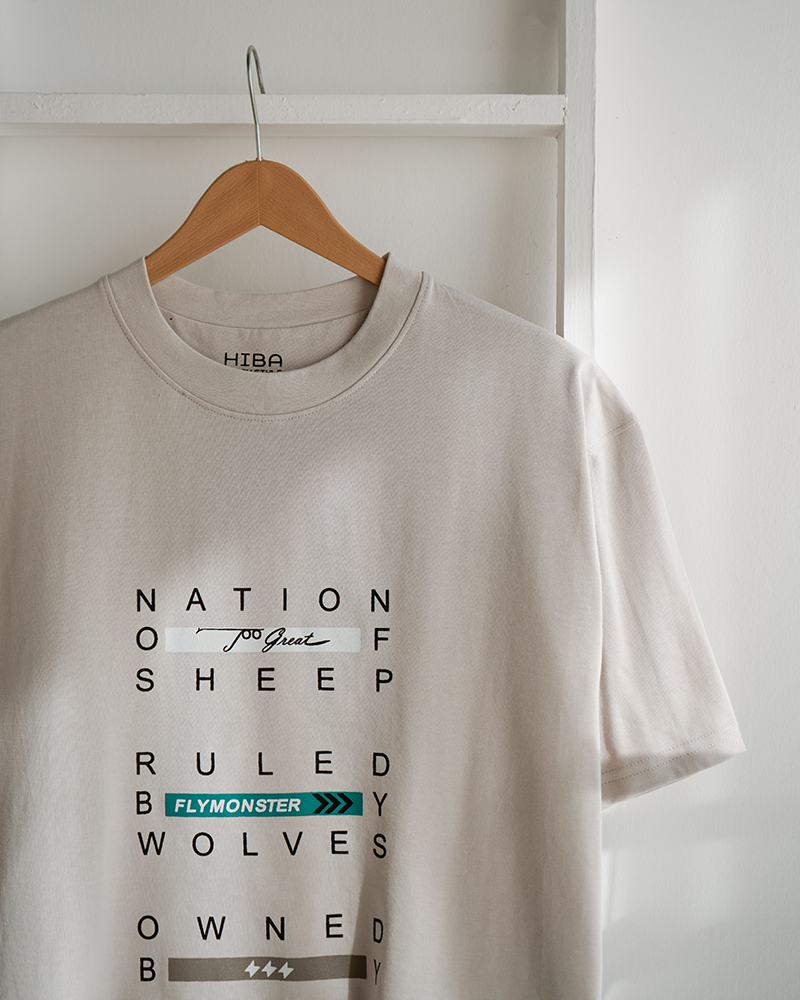 HIBA
NATION
O Too Great F
SHEEP
RULED
B FLYMONSTER Y
WOLVES
OWNED
B Y